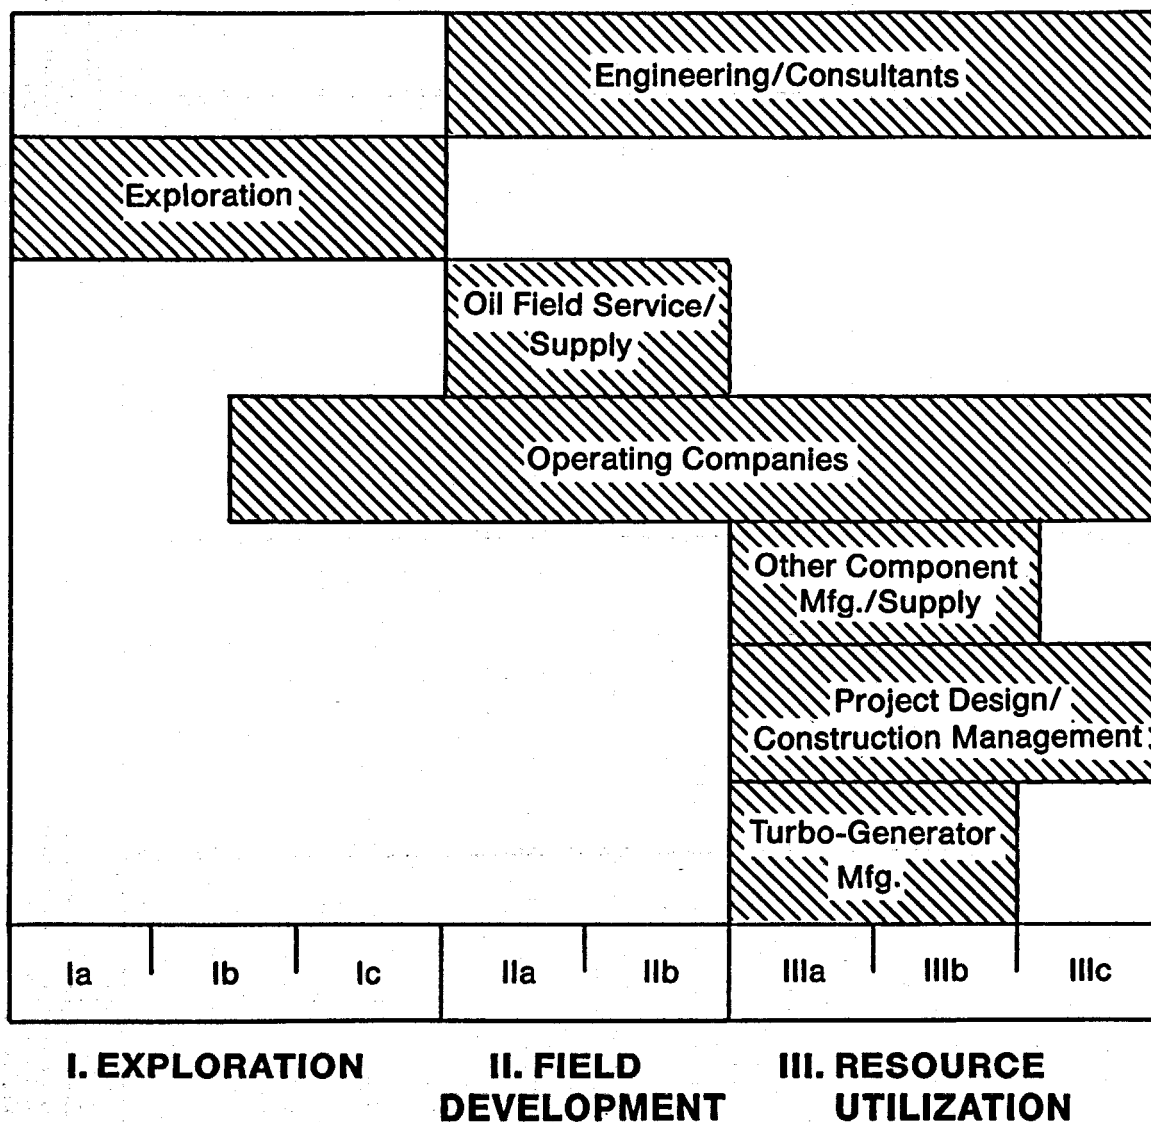 Engineering/Consultants
Exploration
Oil Field Service/
Supply
Operating Companies
Other Component
Mfg./Supply
Project Design/
Construction Management
Turbo-Generator
Mfg.
Ia Ib Ic IIa IIb IIIa IIIb IIIc
I. EXPLORATION II. FIELD III. RESOURCE
DEVELOPMENT UTILIZATION